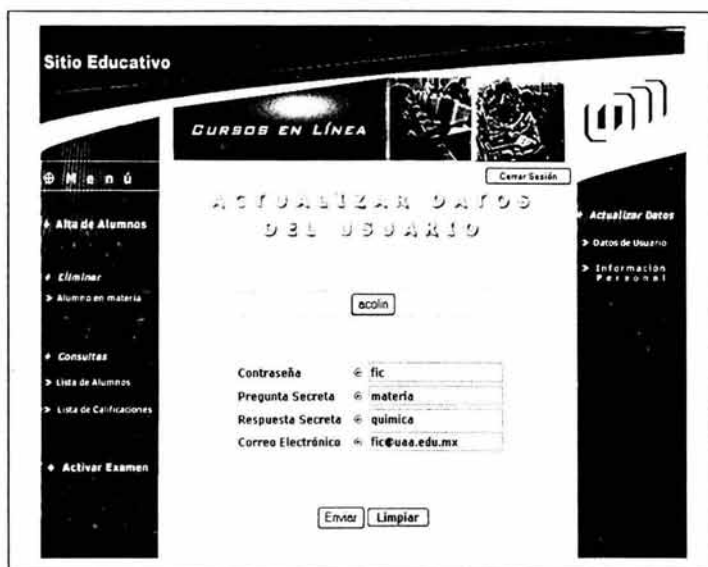 Sitio Educativo
CURSOS EN LÍNEA
Menú
Cerrar Sesión
ACTUALIZAR DATOS
DEL USUARIO
Alta de Alumnos
Eliminar
Alumno en materia
Consultas
Lista de Alumnos
Lista de Calificaciones
Activar Examen
acolin
Contraseña fic
Pregunta Secreta materia
Respuesta Secreta quimica
Correo Electrónico fic@uaa.edu.mx
Enviar Limpiar
Actualizar Datos
Datos de Usuario
Información
Personal